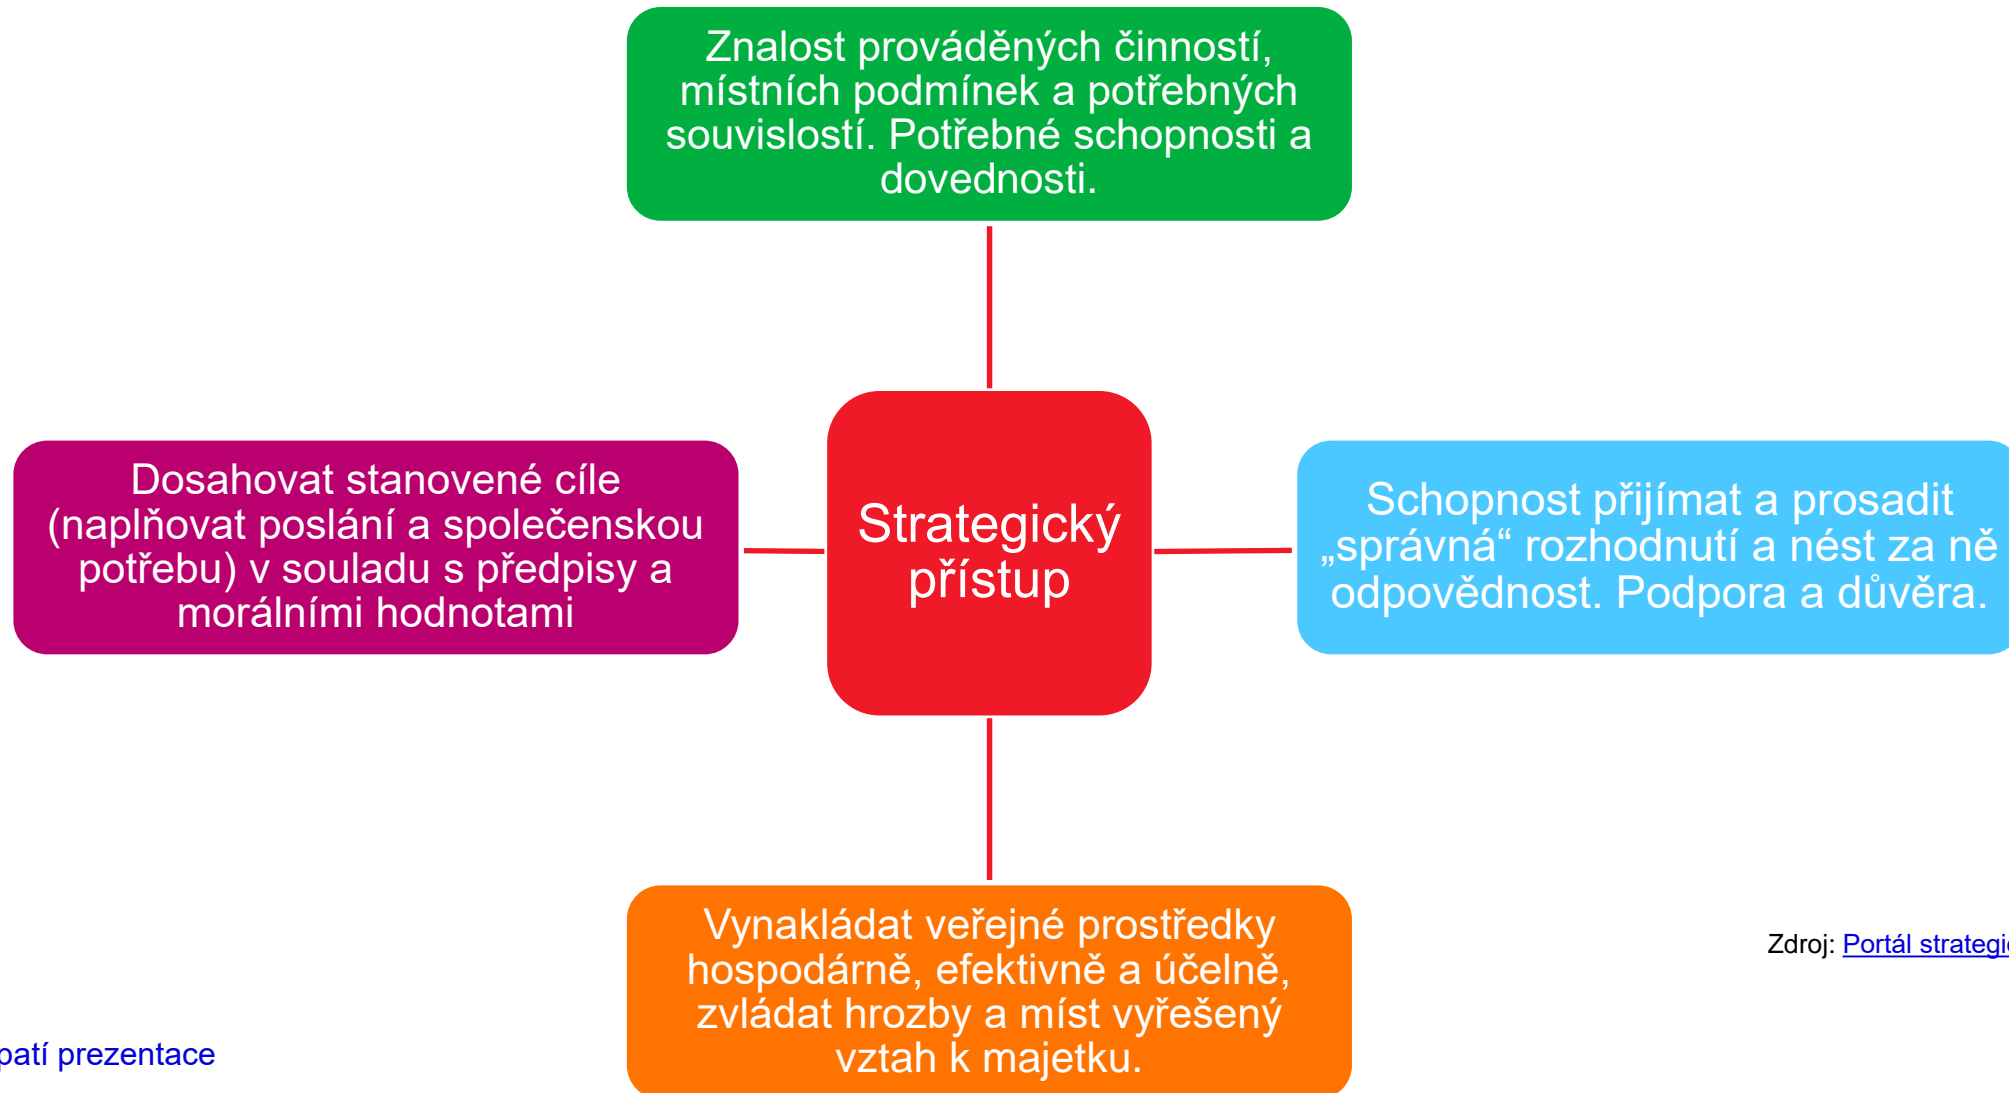 Znalost prováděných činností,
místních podmínek a potřebných
souvislostí. Potřebné schopnosti a
dovednosti.
Dosahovat stanovené cíle
(naplňovat poslání a společenskou
potřebu) v souladu s předpisy a
morálními hodnotami
Strategický
přístup
Schopnost přijímat a prosadit
„správná“ rozhodnutí a nést za ně
odpovědnost. Podpora a důvěra.
Vynakládat veřejné prostředky
hospodárně, efektivně a účelně,
zvládat hrozby a míst vyřešený
vztah k majetku.
Zdroj: Portál
prezentace